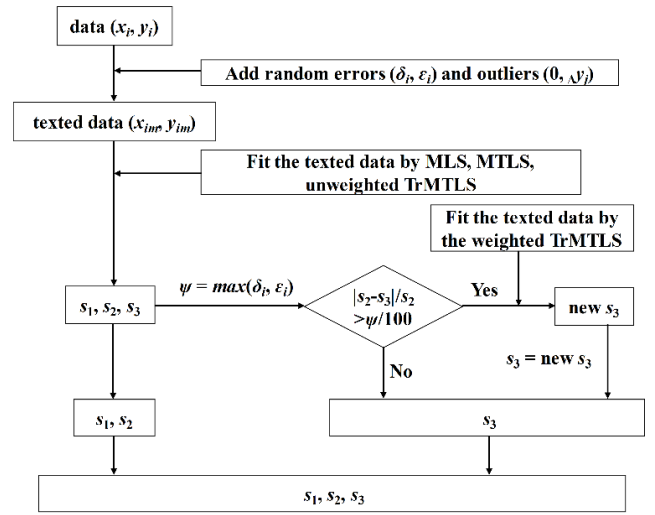 data (xᵢ, yᵢ)
Add random errors (δᵢ, εᵢ) and outliers (0, Δyⱼ)
texted data (xᵢₘ, yᵢₘ)
Fit the texted data by MLS, MTLS,
unweighted TrMTLS
Fit the texted data by
the weighted TrMTLS
s₁, s₂, s₃
ψ = max(δᵢ, εᵢ)
|s₂-s₃|/s₂
>ψ/100
Yes
new s₃
No
s₃ = new s₃
s₁, s₂
s₃
s₁, s₂, s₃